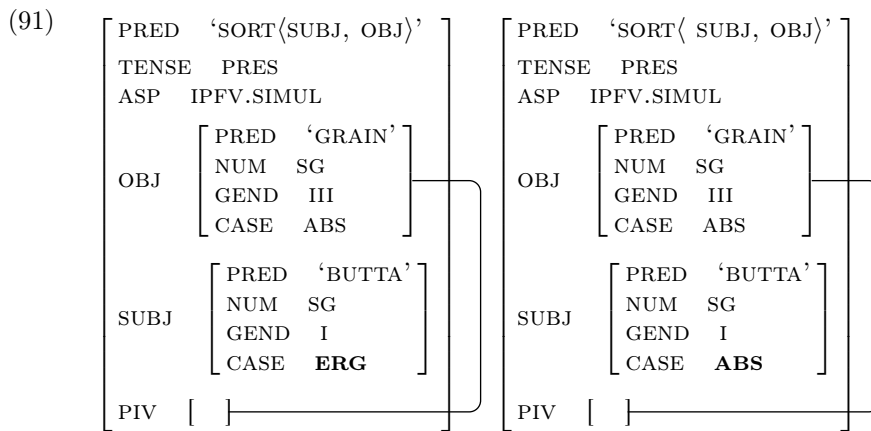 (91)
PRED ‘SORT⟨SUBJ, OBJ⟩’
TENSE PRES
ASP IPFV.SIMUL
OBJ
PRED ‘GRAIN’
NUM SG
GEND III
CASE ABS
SUBJ
PRED ‘BUTTA’
NUM SG
GEND I
CASE ERG
PIV [ ]
PRED ‘SORT⟨ SUBJ, OBJ⟩’
TENSE PRES
ASP IPFV.SIMUL
OBJ
PRED ‘GRAIN’
NUM SG
GEND III
CASE ABS
SUBJ
PRED ‘BUTTA’
NUM SG
GEND I
CASE ABS
PIV [ ]